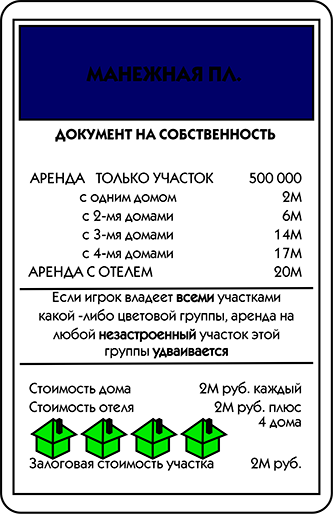 МАНЕЖНАЯ ПЛ.
ДОКУМЕНТ НА СОБСТВЕННОСТЬ
АРЕНДА ТОЛЬКО УЧАСТОК 500 000
с одним домом 2М
с 2-мя домами 6М
с 3-мя домами 14М
с 4-мя домами 17М
АРЕНДА С ОТЕЛЕМ 20М
Если игрок владеет всеми участками
какой -либо цветовой группы, аренда на
любой незастроенный участок этой
группы удваивается
Стоимость дома 2М руб. каждый
Стоимость отеля 2М руб. плюс
4 дома
Залоговая стоимость участка 2М руб.